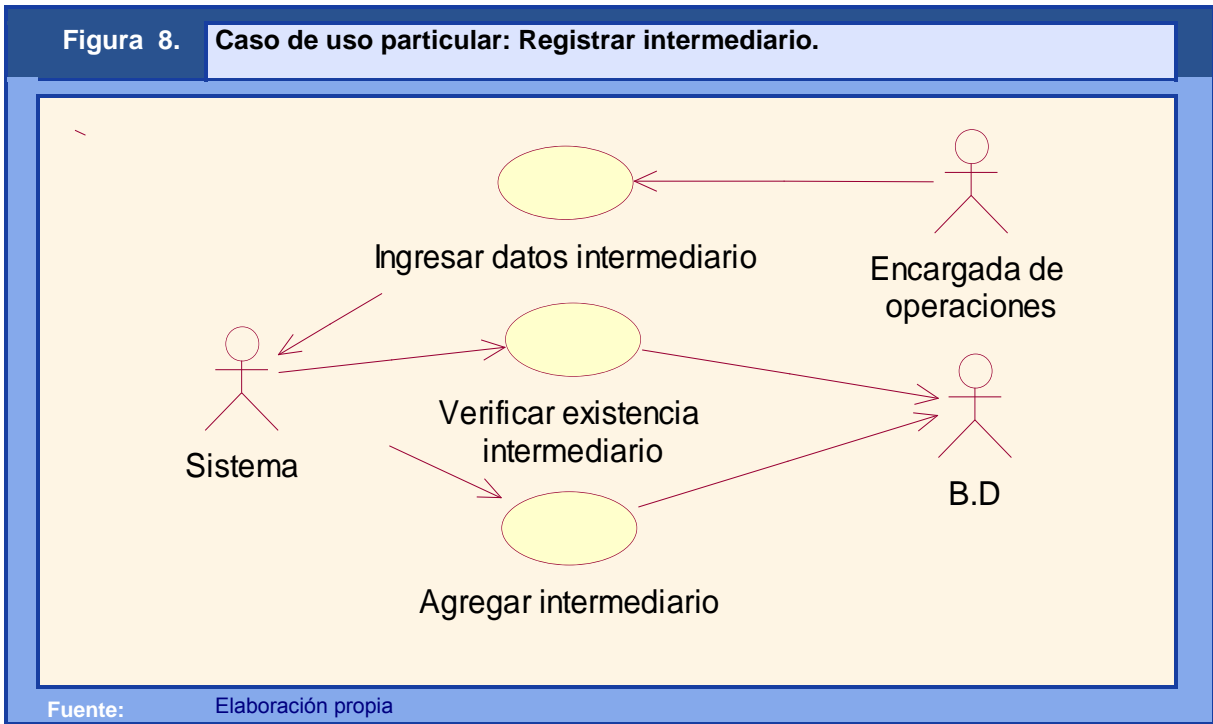 Figura 8.
Caso de uso particular: Registrar intermediario.
Ingresar datos intermediario
Encargada de
operaciones
Verificar existencia
intermediario
Sistema
B.D
Agregar intermediario
Fuente:
Elaboración propia